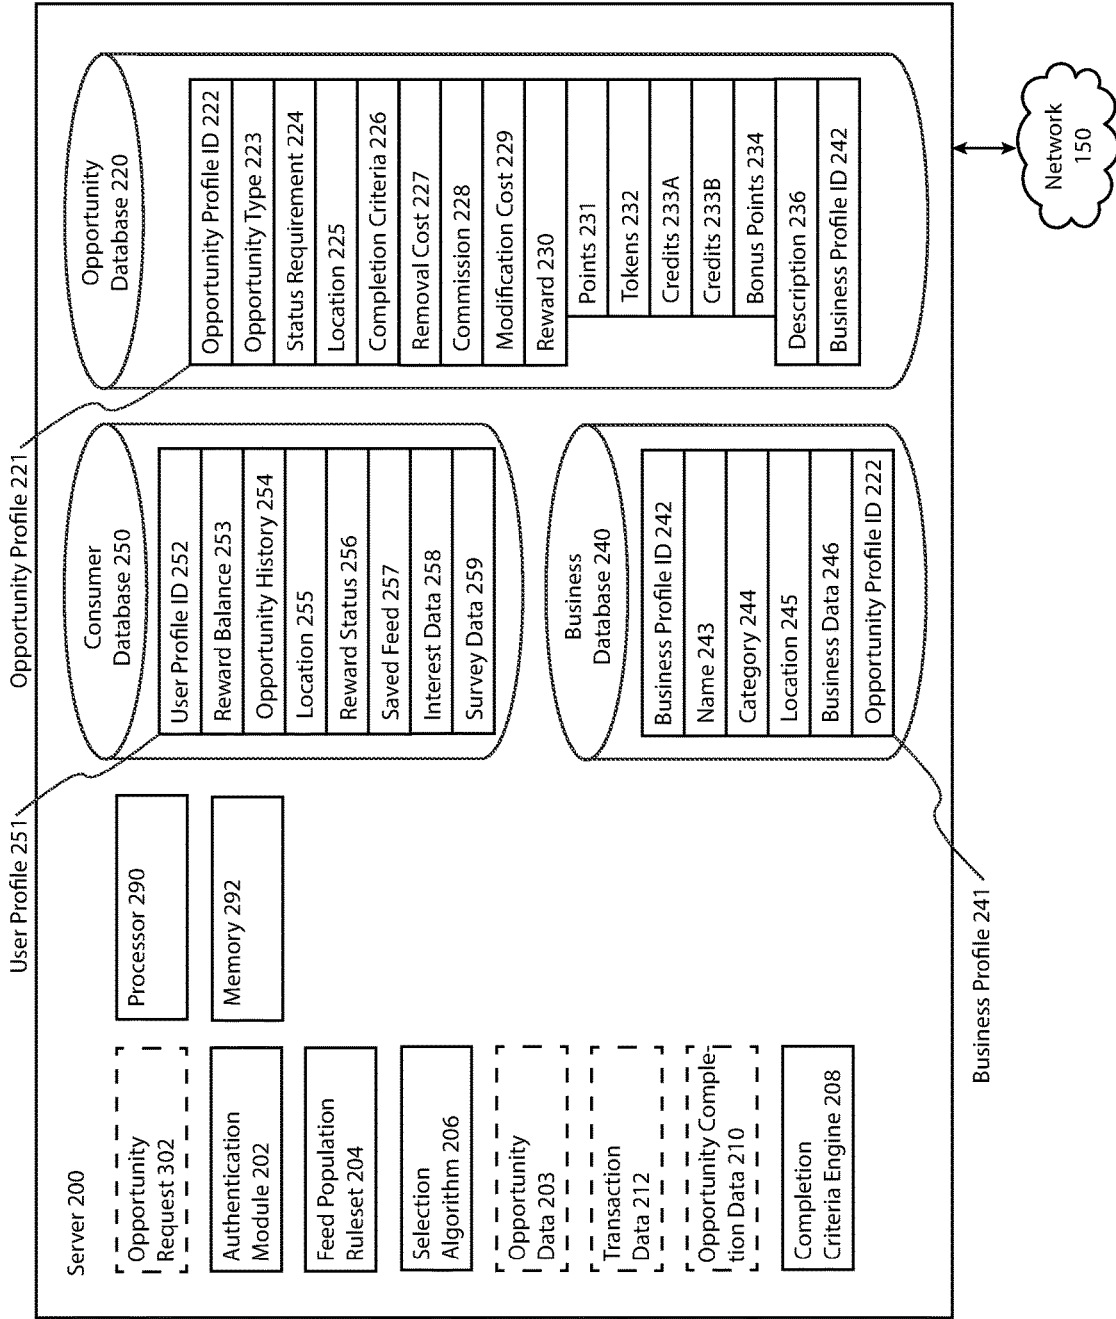 Server 200
Opportunity
Request 302
Authentication
Module 202
Feed Population
Ruleset 204
Selection
Algorithm 206
Opportunity
Data 203
Transaction
Data 212
Opportunity Comple-
tion Data 210
Completion
Criteria Engine 208
Processor 290
Memory 292
User Profile 251
Consumer
Database 250
User Profile ID 252
Reward Balance 253
Opportunity History 254
Location 255
Reward Status 256
Saved Feed 257
Interest Data 258
Survey Data 259
Business
Database 240
Business Profile ID 242
Name 243
Category 244
Location 245
Business Data 246
Opportunity Profile ID 222
Business Profile 241
Opportunity Profile 221
Opportunity
Database 220
Opportunity Profile ID 222
Opportunity Type 223
Status Requirement 224
Location 225
Completion Criteria 226
Removal Cost 227
Commission 228
Modification Cost 229
Reward 230
Points 231
Tokens 232
Credits 233A
Credits 233B
Bonus Points 234
Description 236
Business Profile ID 242
Network
150